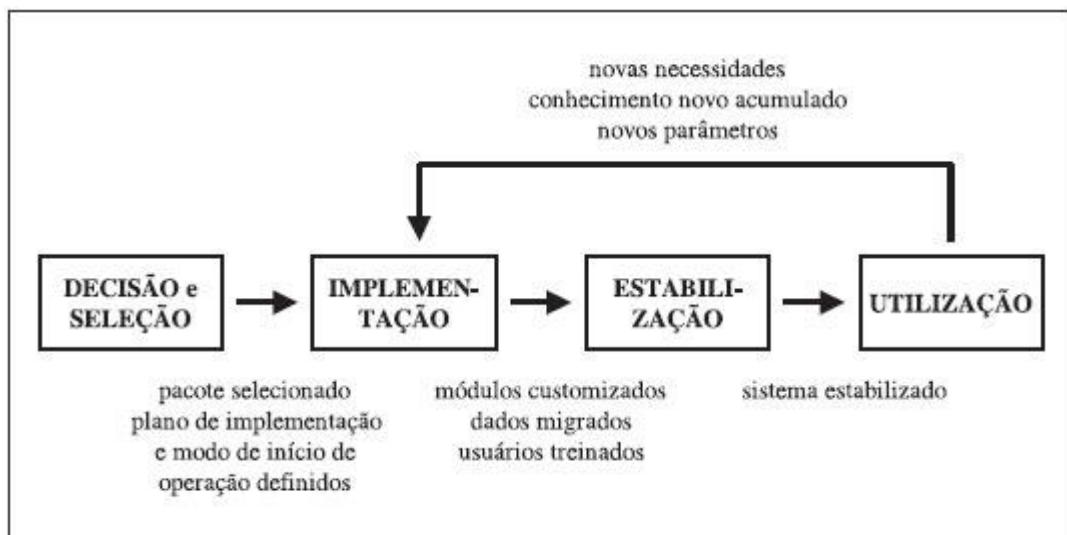 novas necessidades
conhecimento novo acumulado
novos parâmetros
DECISÃO e
SELEÇÃO
IMPLEMEN-
TAÇÃO
ESTABILI-
ZAÇÃO
UTILIZAÇÃO
pacote selecionado
plano de implementação
e modo de início de
operação definidos
módulos customizados
dados migrados
usuários treinados
sistema estabilizado